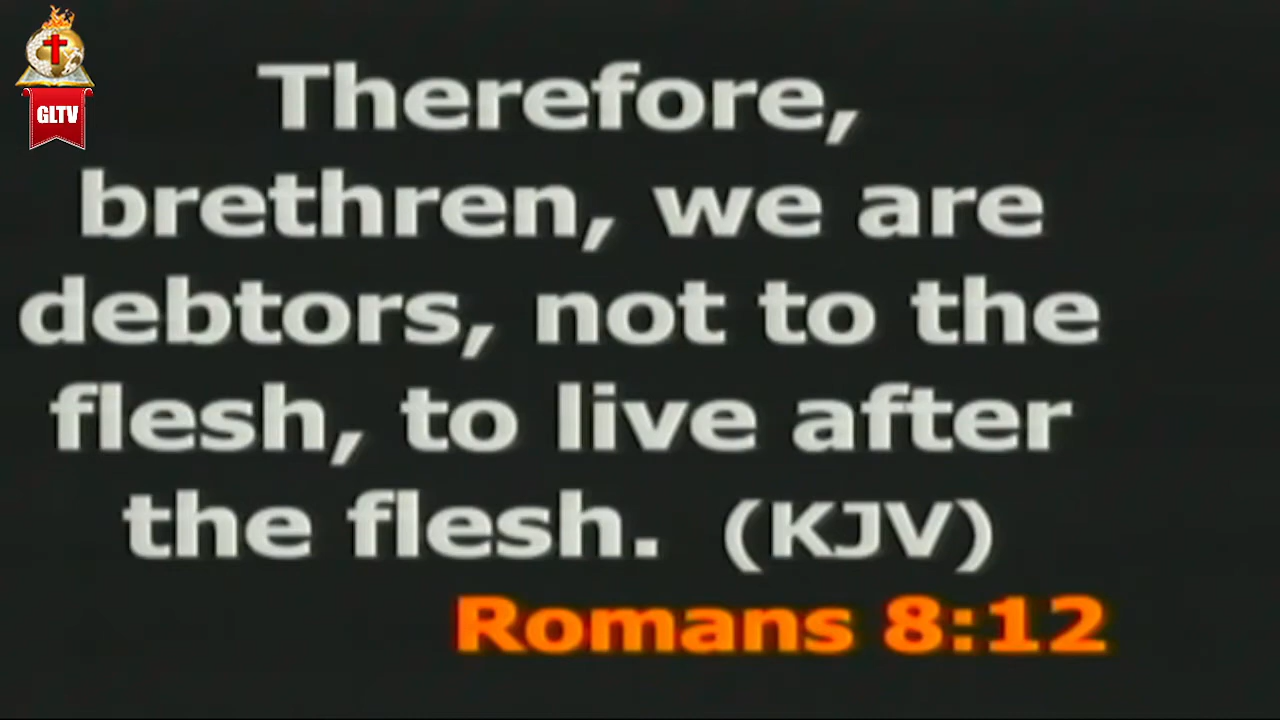 GLTV
Therefore,
brethren, we are
debtors, not to the
flesh, to live after
the flesh. (KJV)
Romans 8:12